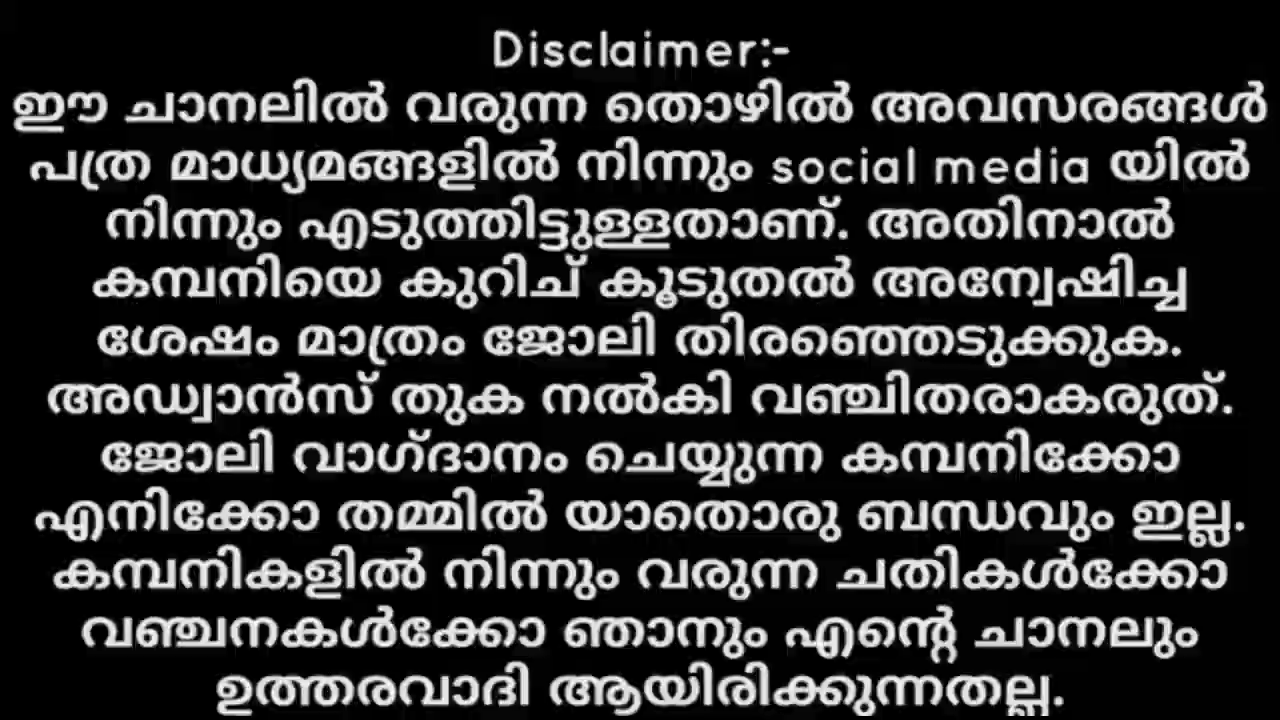 Disclaimer:-
ഈ ചാനലിൽ വരുന്ന തൊഴിൽ അവസരങ്ങൾ
പത്ര മാധ്യമങ്ങളിൽ നിന്നും social media യിൽ
നിന്നും എടുത്തിട്ടുള്ളതാണ്. അതിനാൽ
കമ്പനിയെ കുറിച് കൂടുതൽ അന്വേഷിച്ച
ശേഷം മാത്രം ജോലി തിരഞ്ഞെടുക്കുക.
അഡ്വാൻസ് തുക നൽകി വഞ്ചിതരാകരുത്.
ജോലി വാഗ്ദാനം ചെയ്യുന്ന കമ്പനിക്കോ
എനിക്കോ തമ്മിൽ യാതൊരു ബന്ധവും ഇല്ല.
കമ്പനികളിൽ നിന്നും വരുന്ന ചതികൾക്കോ
വഞ്ചനകൾക്കോ ഞാനും എന്റെ ചാനലും
ഉത്തരവാദി ആയിരിക്കുന്നതല്ല.